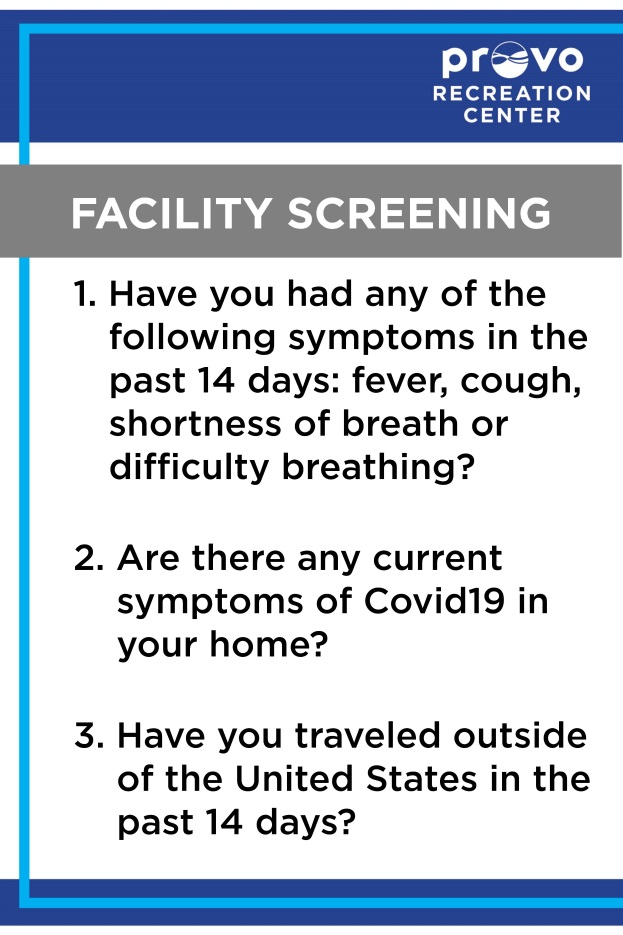 provo
RECREATION
CENTER
FACILITY SCREENING
1. Have you had any of the
following symptoms in the
past 14 days: fever, cough,
shortness of breath or
difficulty breathing?
2. Are there any current
symptoms of Covid19 in
your home?
3. Have you traveled outside
of the United States in the
past 14 days?